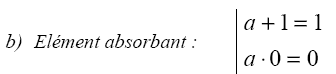 a + 1 = 1
b) Elément absorbant :
a · 0 = 0